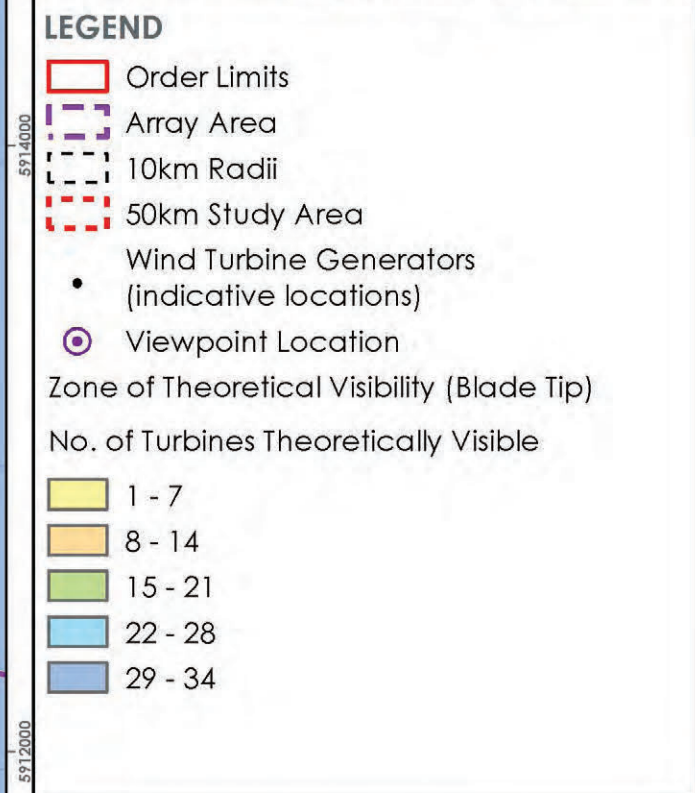 LEGEND
Order Limits
Array Area
10km Radii
50km Study Area
Wind Turbine Generators
(indicative locations)
Viewpoint Location
Zone of Theoretical Visibility (Blade Tip)
No. of Turbines Theoretically Visible
1 - 7
8 - 14
15 - 21
22 - 28
29 - 34
5914000
5912000